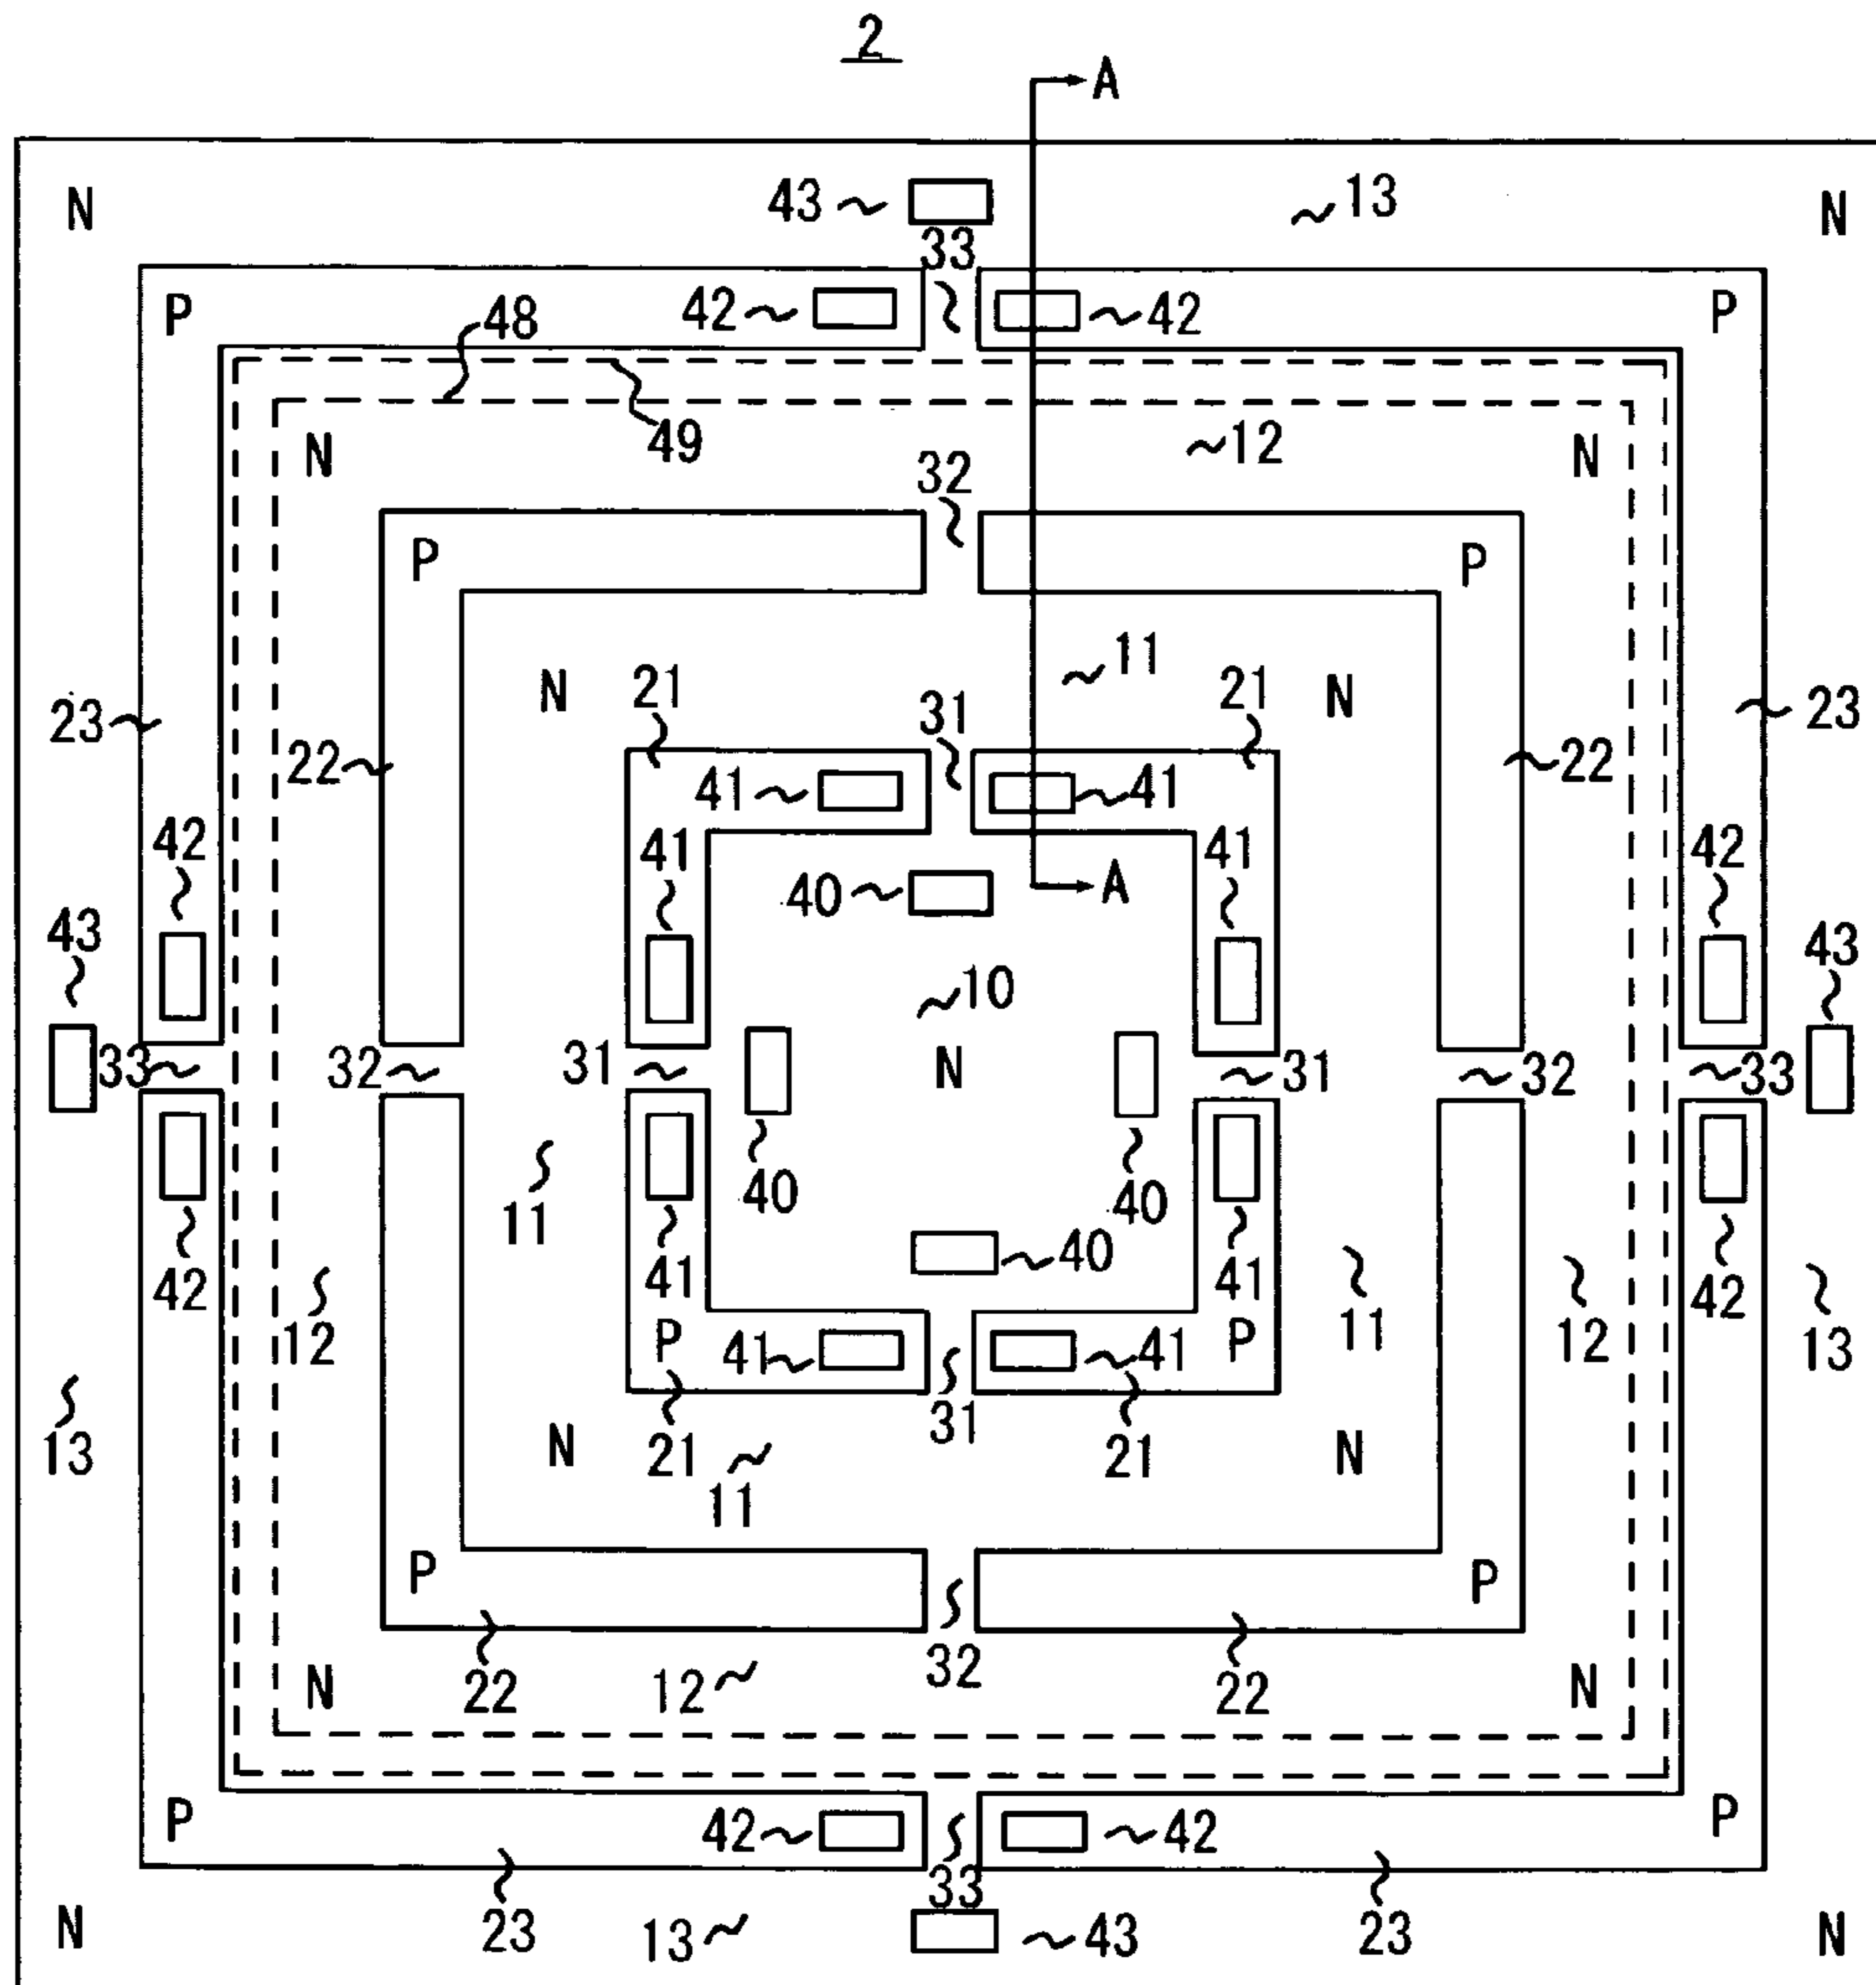 2
A
43 13
N N
33
P 42 42 P
48
49 12
N N
32
P P
11
N 21 31 21 N
23 22 22 23
41 41
42 41 41 42
40 A
43 10 43
33 32 31 N 31 32 33
11 40 40
40
42 12 41 41 11 12 42 13
P 41 41 P
13 31
N 21 11 21 N
P P
32
N 22 12 22 N
P 42 42 P
33
N 23 13 43 23 N